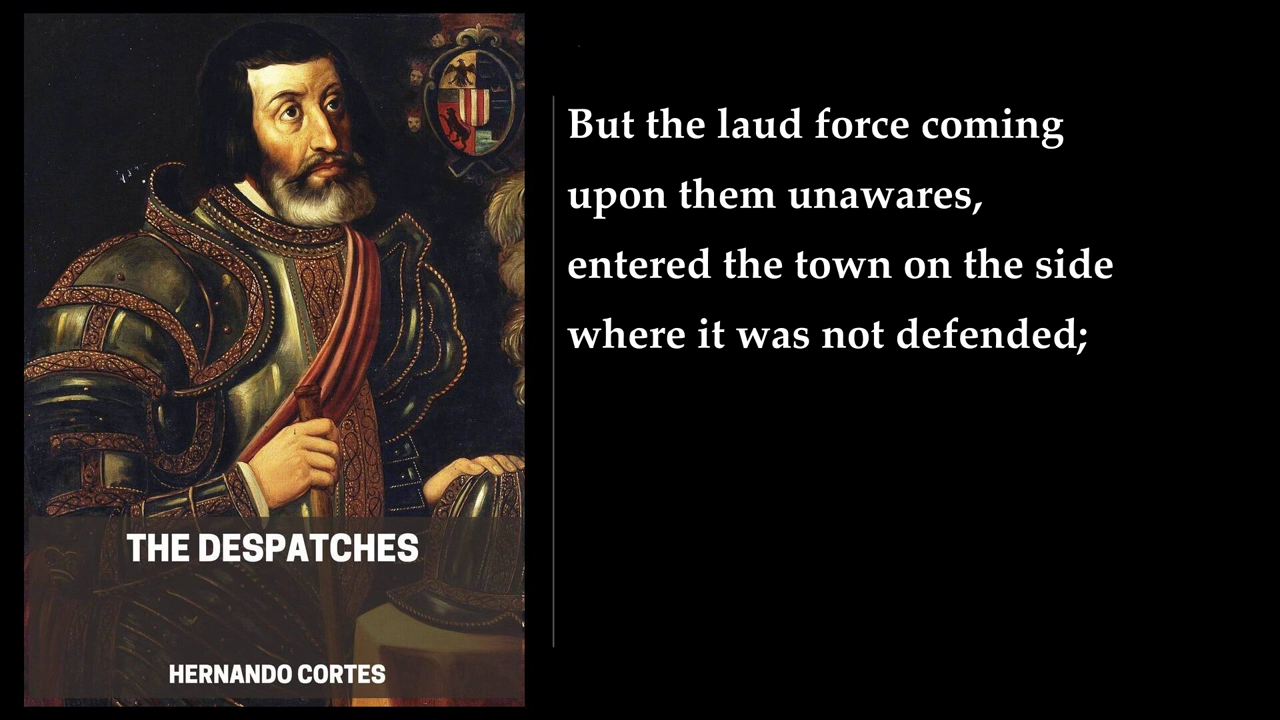 But the laud force coming
upon them unawares,
entered the town on the side
where it was not defended;
THE DESPATCHES
HERNANDO CORTES